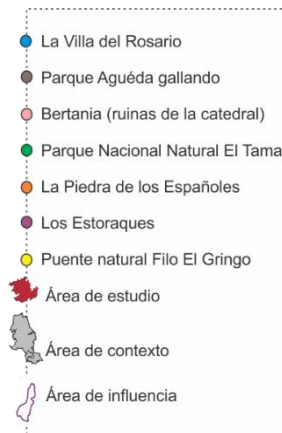 La Villa del Rosario
Parque Aguéda gallando
Bertania (ruinas de la catedral)
Parque Nacional Natural El Tama
La Piedra de los Españoles
Los Estoraques
Puente natural Filo El Gringo
Área de estudio
Área de contexto
Área de influencia